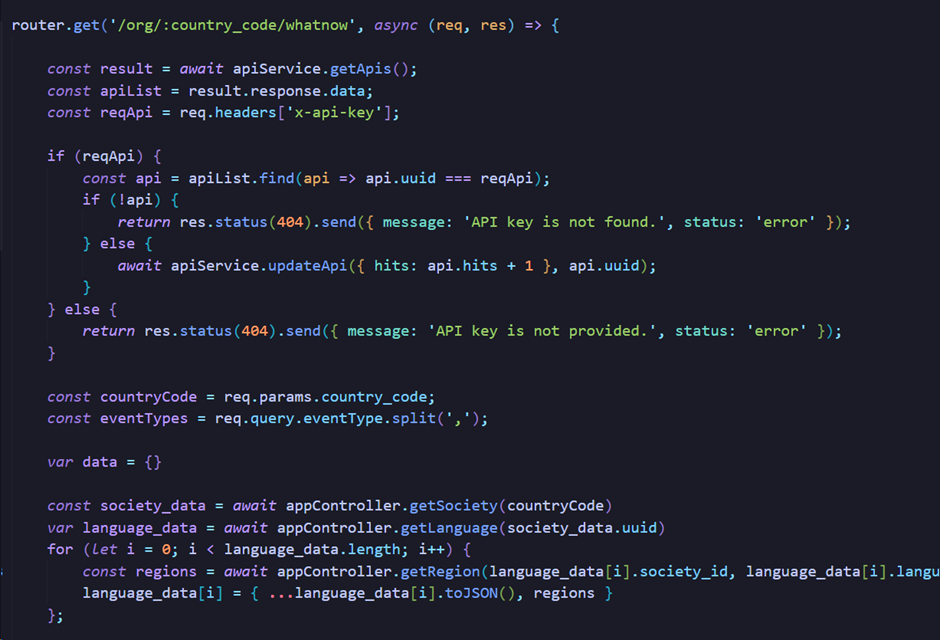 router.get('/org/:country_code/whatnow', async (req, res) => {
const result = await apiService.getApis();
const apiList = result.response.data;
const reqApi = req.headers['x-api-key'];
if (reqApi) {
const api = apiList.find(api => api.uuid === reqApi);
if (!api) {
return res.status(404).send({ message: 'API key is not found.', status: 'error' });
} else {
await apiService.updateApi({ hits: api.hits + 1 }, api.uuid);
}
} else {
return res.status(404).send({ message: 'API key is not provided.', status: 'error' });
}
const countryCode = req.params.country_code;
const eventTypes = req.query.eventType.split(',');
var data = {}
const society_data = await appController.getSociety(countryCode)
var language_data = await appController.getLanguage(society_data.uuid)
for (let i = 0; i < language_data.length; i++) {
const regions = await appController.getRegion(language_data[i].society_id, language_data[i].langu
language_data[i] = { ...language_data[i].toJSON(), regions }
};